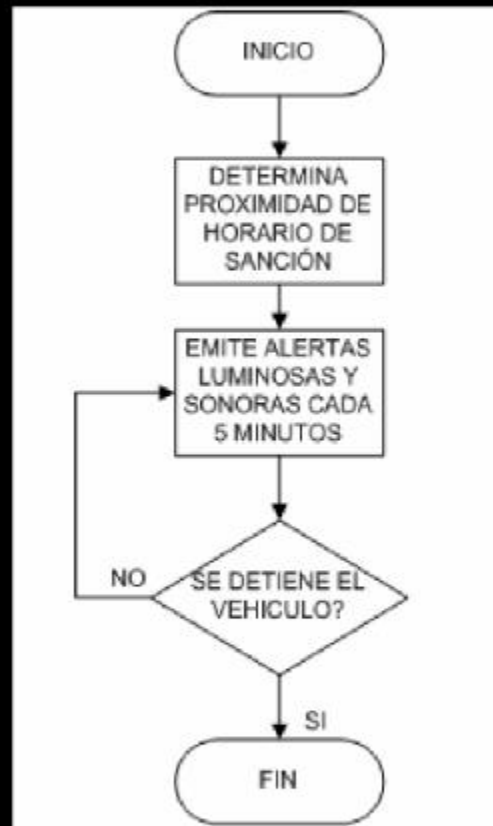 INICIO
DETERMINA
PROXIMIDAD DE
HORARIO DE
SANCIÓN
EMITE ALERTAS
LUMINOSAS Y
SONORAS CADA
5 MINUTOS
NO
SE DETIENE EL
VEHICULO?
SI
FIN